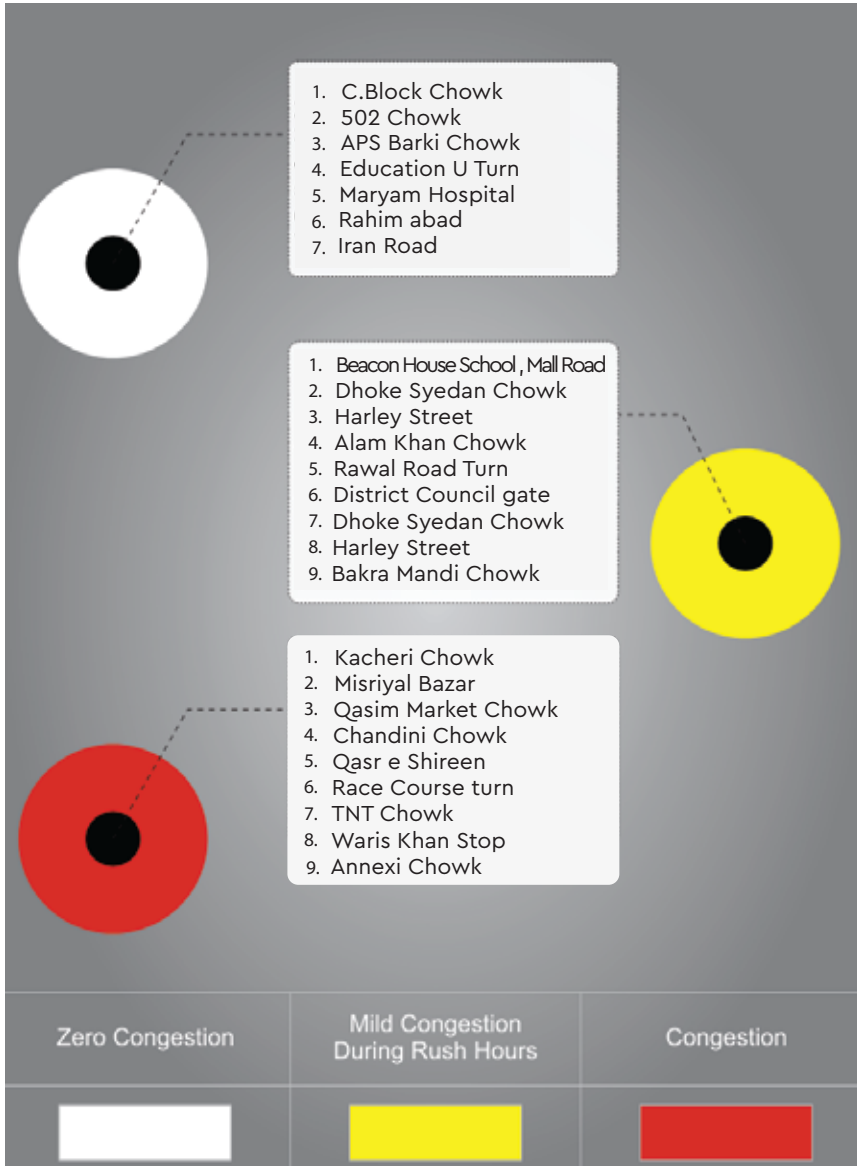 1. C.Block Chowk
2. 502 Chowk
3. APS Barki Chowk
4. Education U Turn
5. Maryam Hospital
6. Rahim abad
7. Iran Road
1. Beacon House School , Mall Road
2. Dhoke Syedan Chowk
3. Harley Street
4. Alam Khan Chowk
5. Rawal Road Turn
6. District Council gate
7. Dhoke Syedan Chowk
8. Harley Street
9. Bakra Mandi Chowk
1. Kacheri Chowk
2. Misriyal Bazar
3. Qasim Market Chowk
4. Chandini Chowk
5. Qasr e Shireen
6. Race Course turn
7. TNT Chowk
8. Waris Khan Stop
9. Annexi Chowk
Zero Congestion
Mild Congestion
During Rush Hours
Congestion